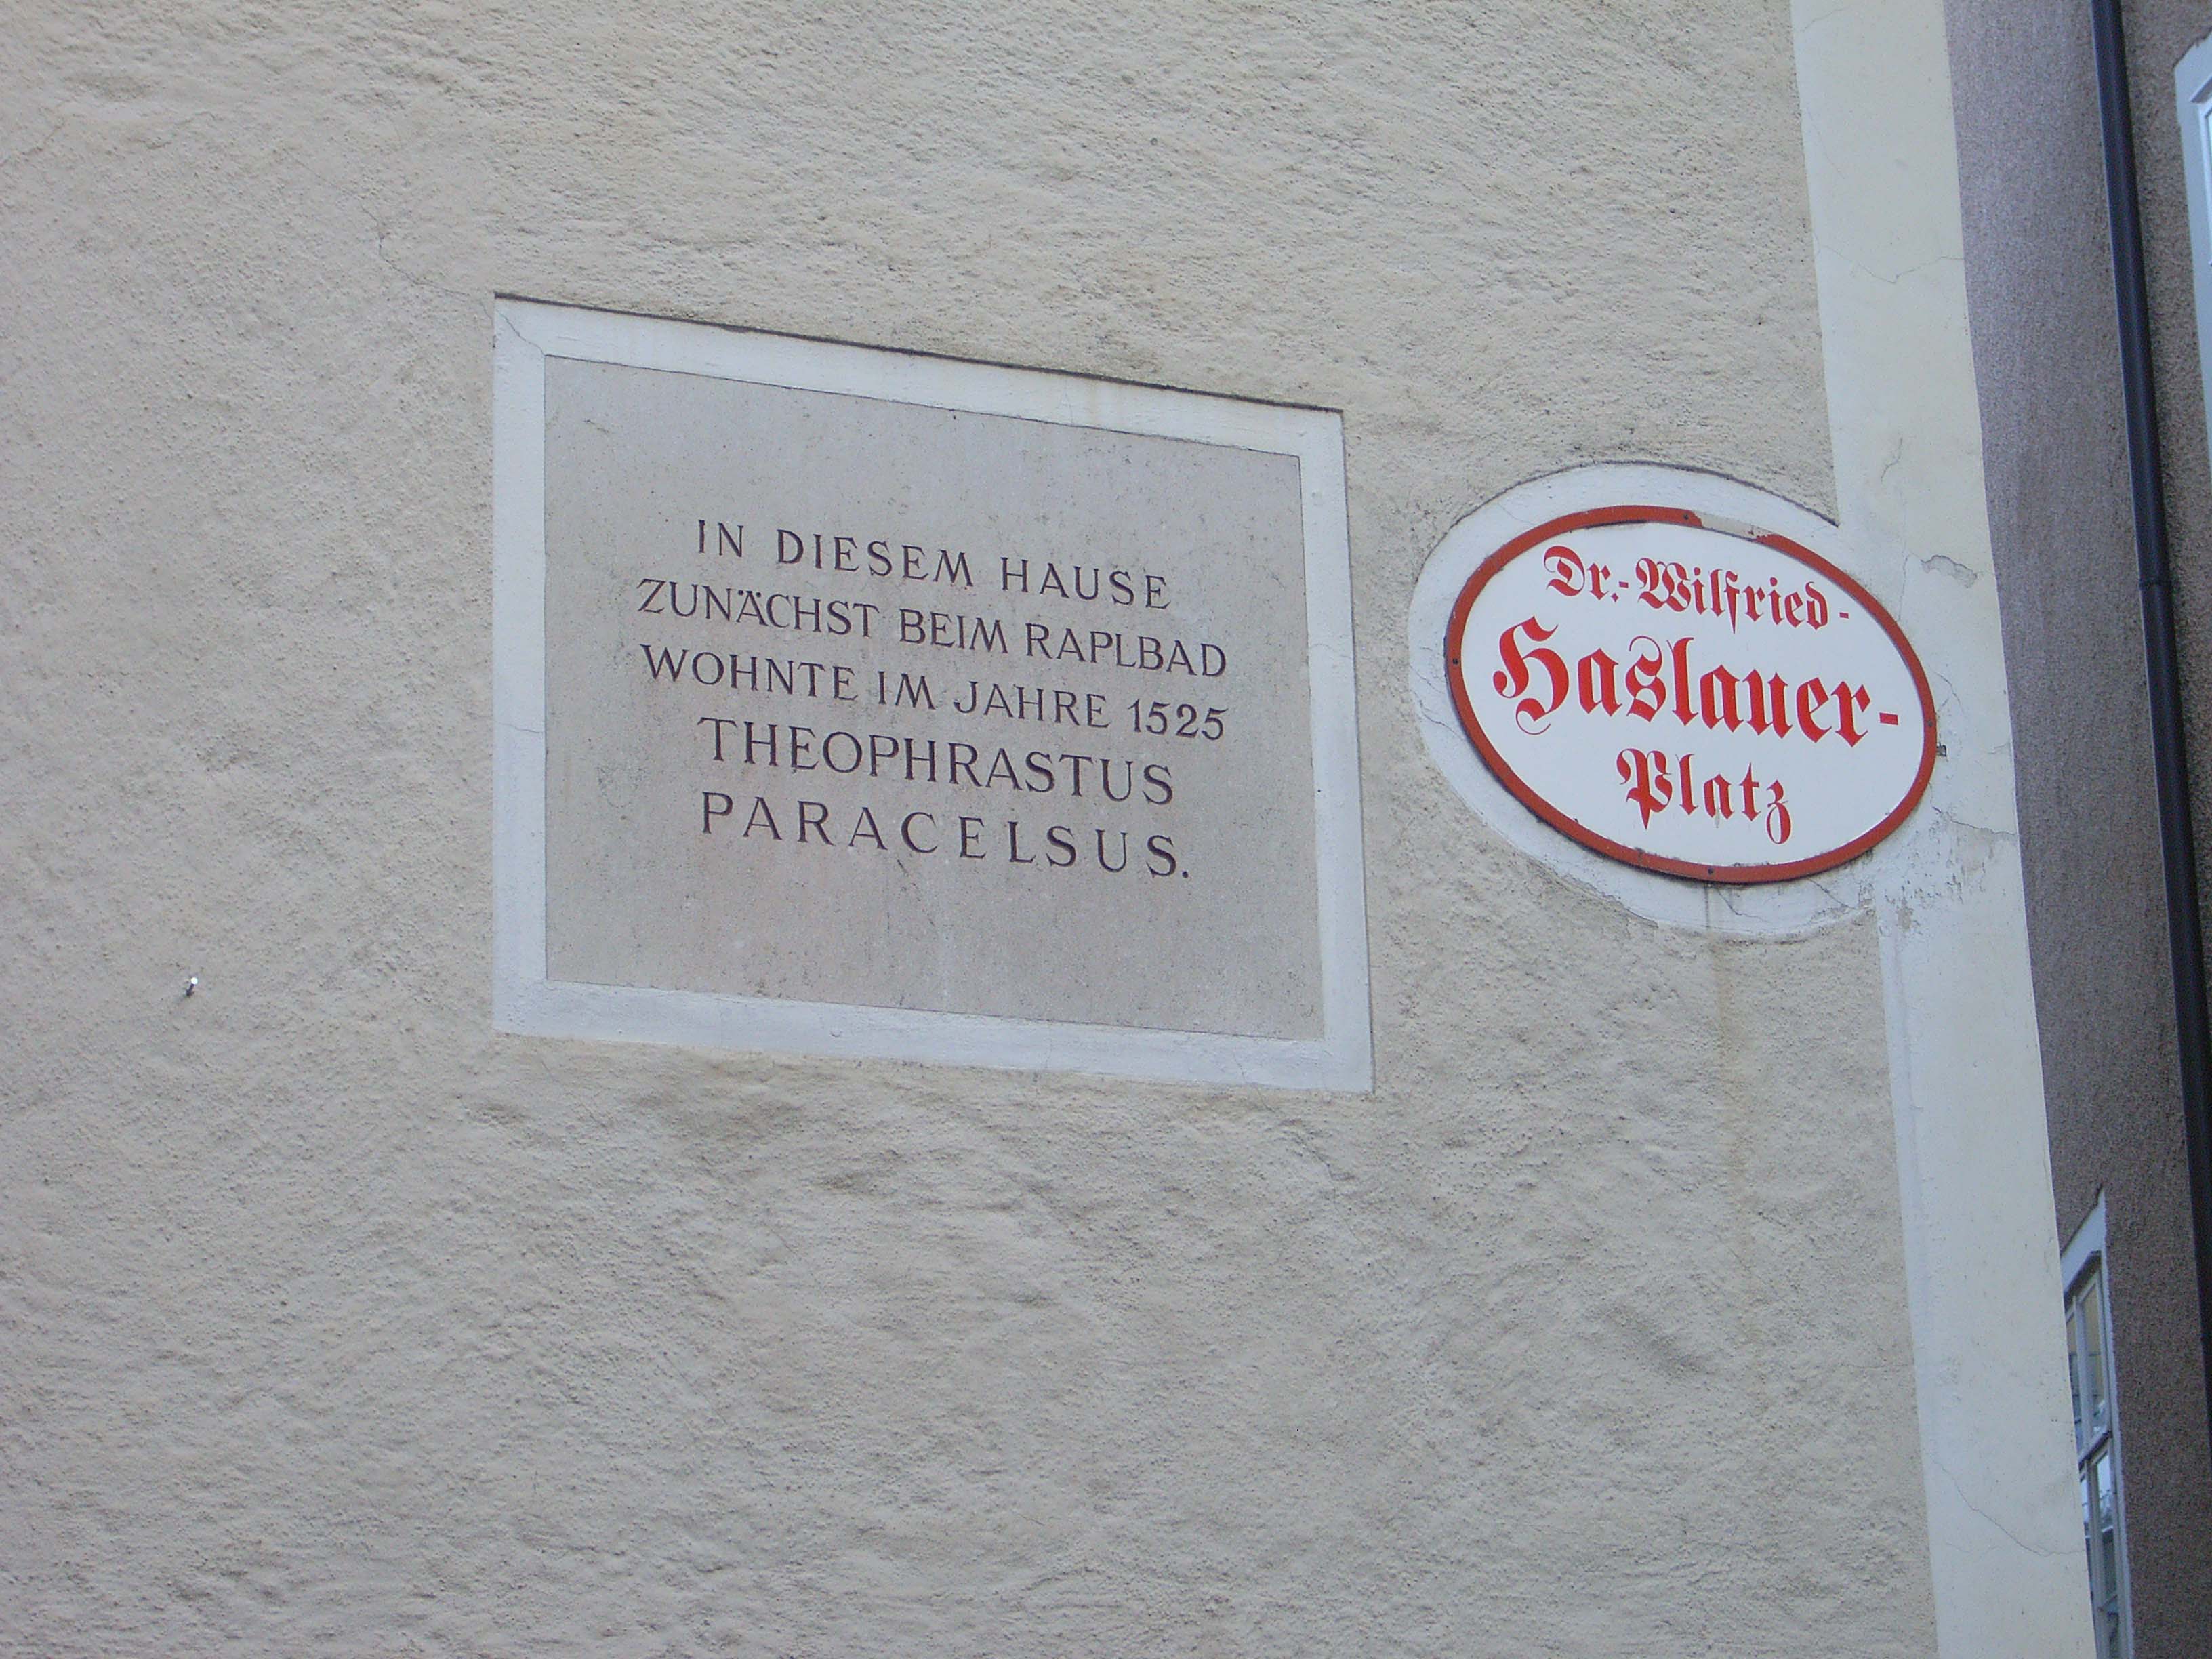 IN DIESEM HAUSE
ZUNÄCHST BEIM RAPLBAD
WOHNTE IM JAHRE 1525
THEOPHRASTUS
PARACELSUS.
Dr.-Wilfried-
Haslauer-
Platz